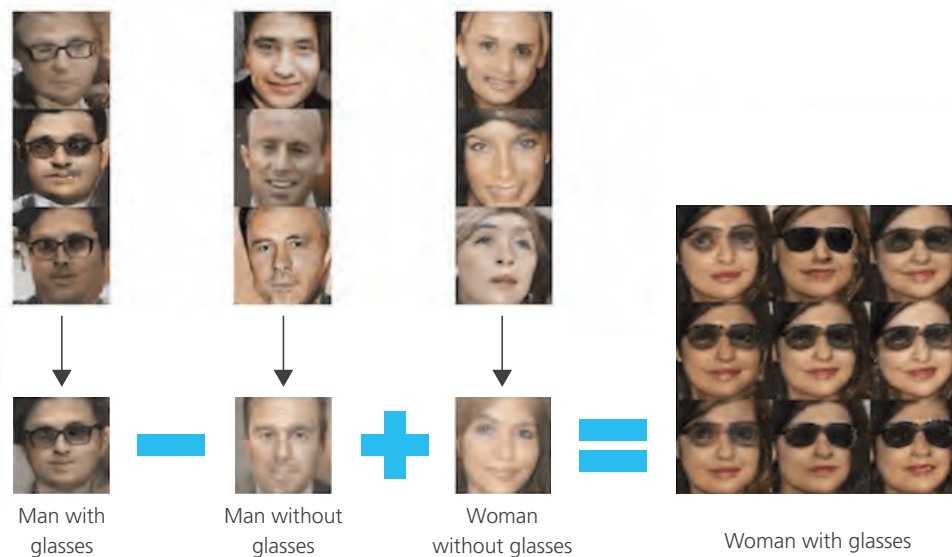 Man with
glasses
Man without
glasses
Woman
without glasses
Woman with glasses